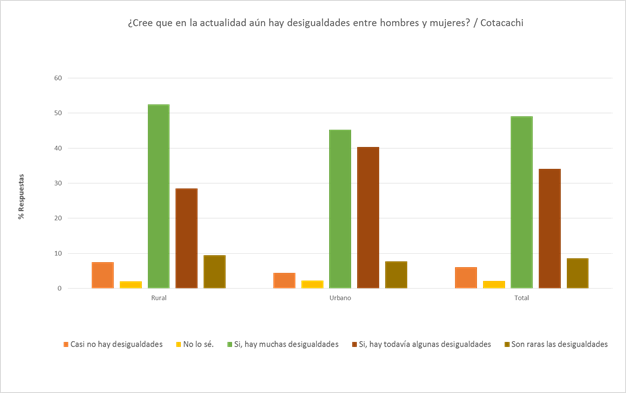 ¿Cree que en la actualidad aún hay desigualdades entre hombres y mujeres? / Cotacachi
60
50
40
30
20
10
0
% Respuestas
Rural
Urbano
Total
Casi no hay desigualdades
No lo sé.
Si, hay muchas desigualdades
Si, hay todavía algunas desigualdades
Son raras las desigualdades